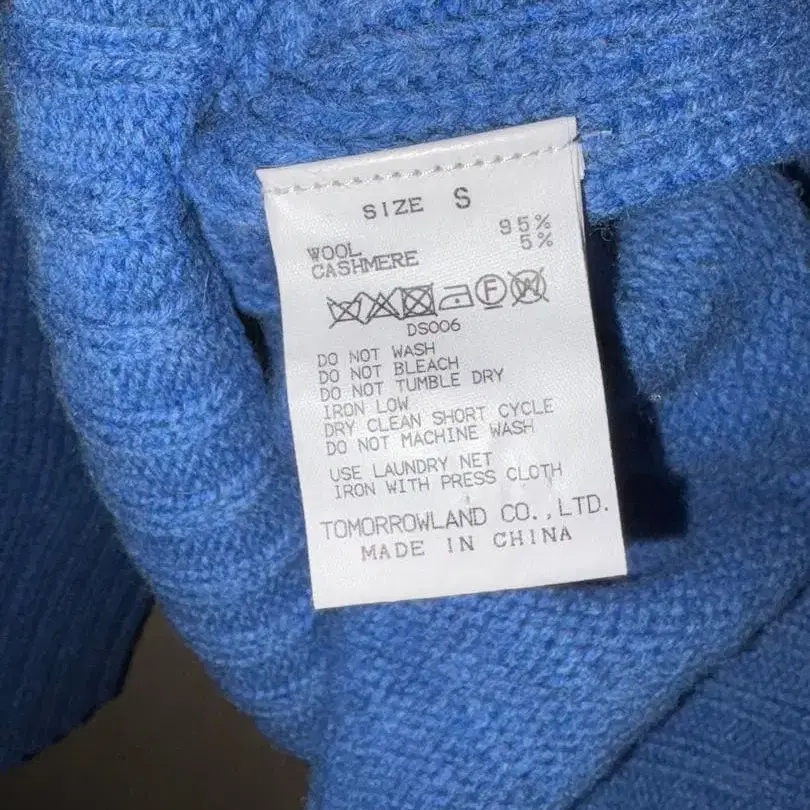 SIZE S
WOOL 95%
CASHMERE 5%
F W
DS006
DO NOT WASH
DO NOT BLEACH
DO NOT TUMBLE DRY
IRON LOW
DRY CLEAN SHORT CYCLE
DO NOT MACHINE WASH
USE LAUNDRY NET
IRON WITH PRESS CLOTH
TOMORROWLAND CO.,LTD.
MADE IN CHINA